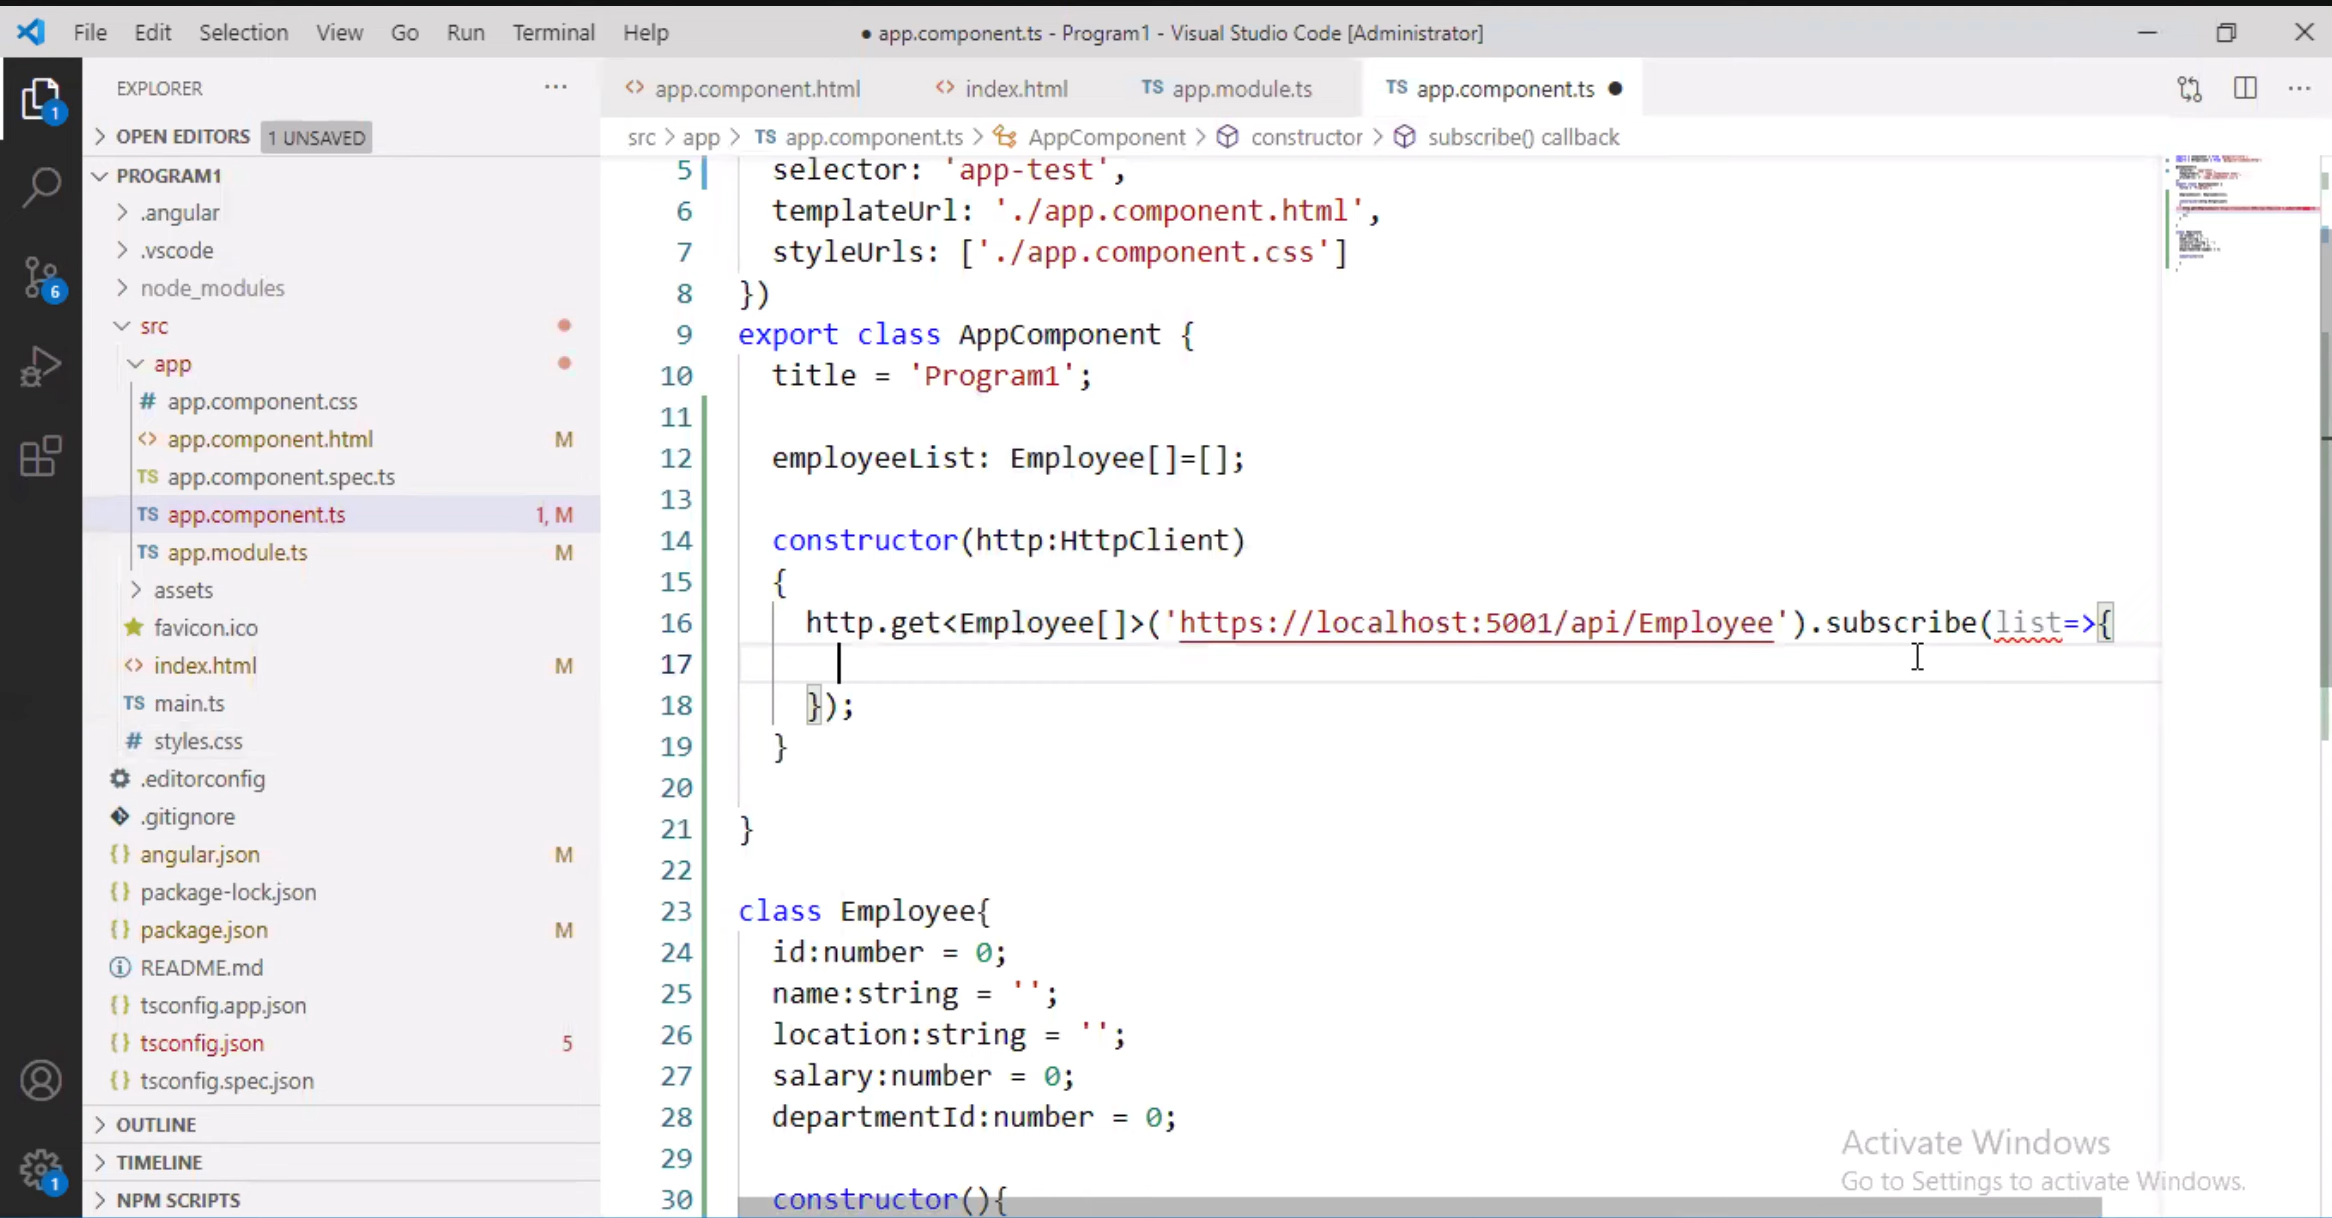 File Edit Selection View Go Run Terminal Help
● app.component.ts - Program1 - Visual Studio Code [Administrator]
EXPLORER
OPEN EDITORS 1 UNSAVED
PROGRAM1
.angular
.vscode
node_modules
src
app
# app.component.css
<> app.component.html M
TS app.component.spec.ts
TS app.component.ts 1, M
TS app.module.ts M
assets
favicon.ico
<> index.html M
TS main.ts
# styles.css
.editorconfig
.gitignore
{} angular.json M
{} package-lock.json
{} package.json M
README.md
{} tsconfig.app.json
{} tsconfig.json 5
{} tsconfig.spec.json
OUTLINE
TIMELINE
NPM SCRIPTS
1
6
1
<> app.component.html <> index.html TS app.module.ts TS app.component.ts ●
src > app > TS app.component.ts > AppComponent > constructor > subscribe() callback
5 selector: 'app-test',
6 templateUrl: './app.component.html',
7 styleUrls: ['./app.component.css']
8 })
9 export class AppComponent {
10 title = 'Program1';
11
12 employeeList: Employee[]=[];
13
14 constructor(http:HttpClient)
15 {
16 http.get<Employee[]>('https://localhost:5001/api/Employee').subscribe(list=>{
17
18 });
19 }
20
21 }
22
23 class Employee{
24 id:number = 0;
25 name:string = '';
26 location:string = '';
27 salary:number = 0;
28 departmentId:number = 0;
29
30 constructor(){
Activate Windows
Go to Settings to activate Windows.